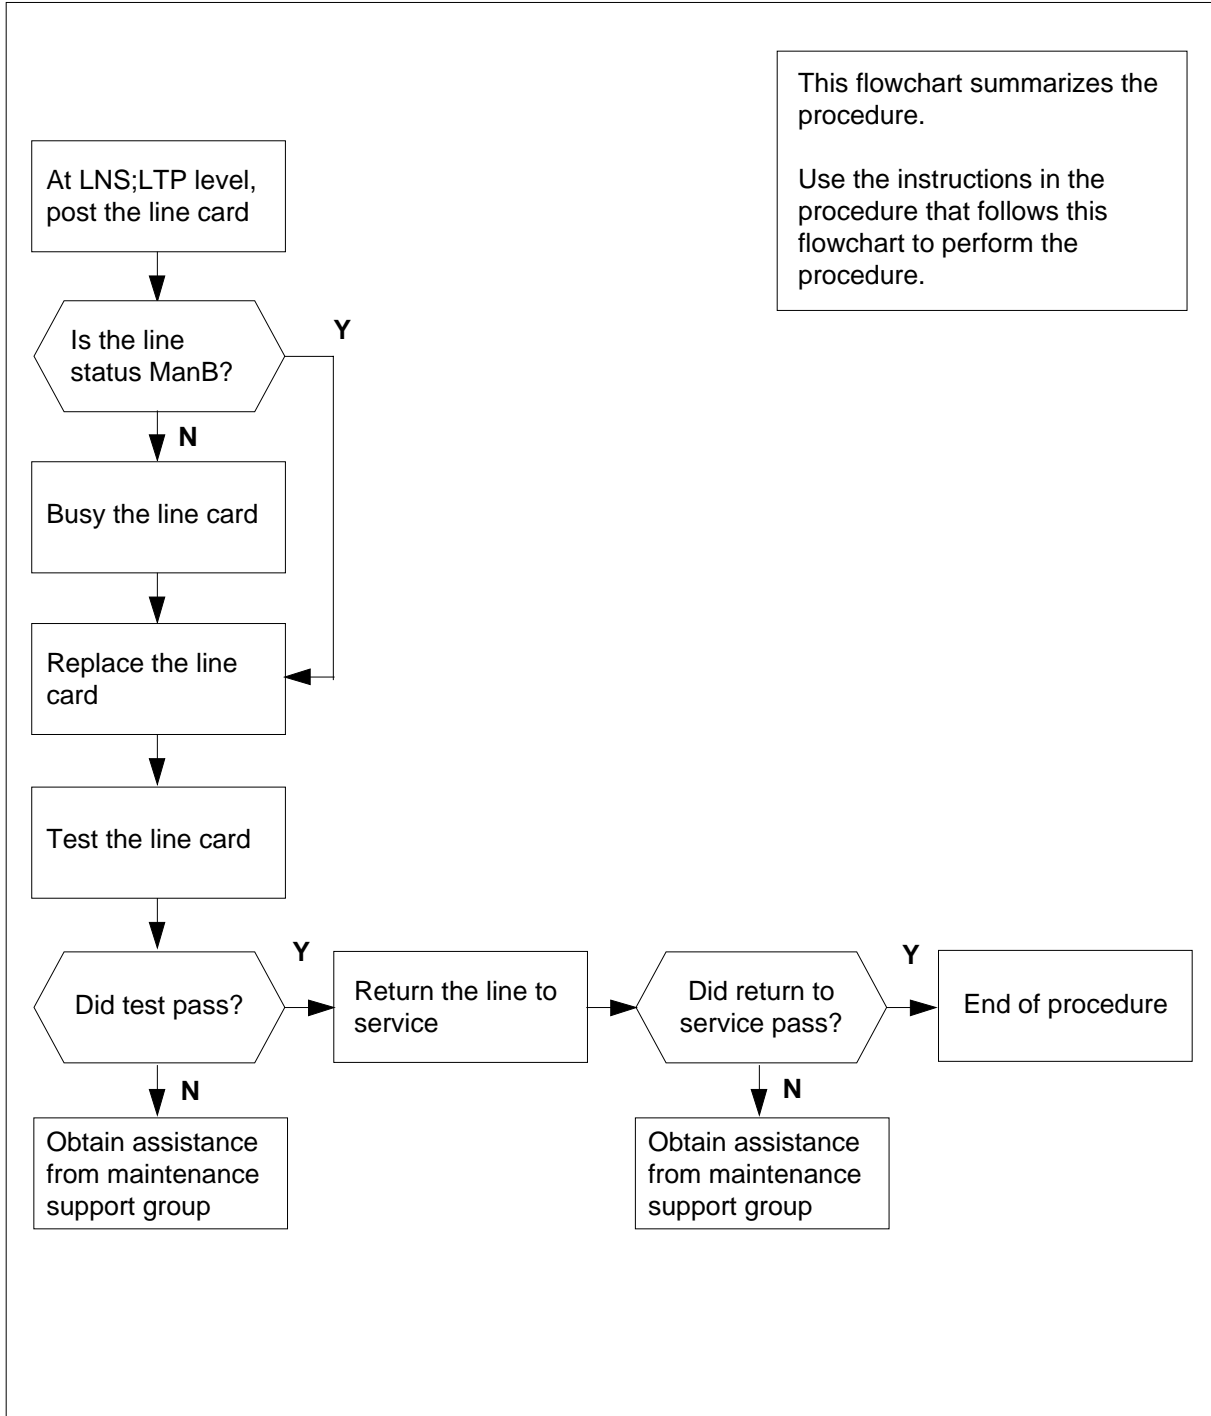 This flowchart summarizes the
procedure.
Use the instructions in the
procedure that follows this
flowchart to perform the
procedure.
At LNS;LTP level,
post the line card
Is the line
status ManB?
Y
N
Busy the line card
Replace the line
card
Test the line card
Did test pass?
Y
N
Return the line to
service
Did return to
service pass?
Y
N
End of procedure
Obtain assistance
from maintenance
support group
Obtain assistance
from maintenance
support group